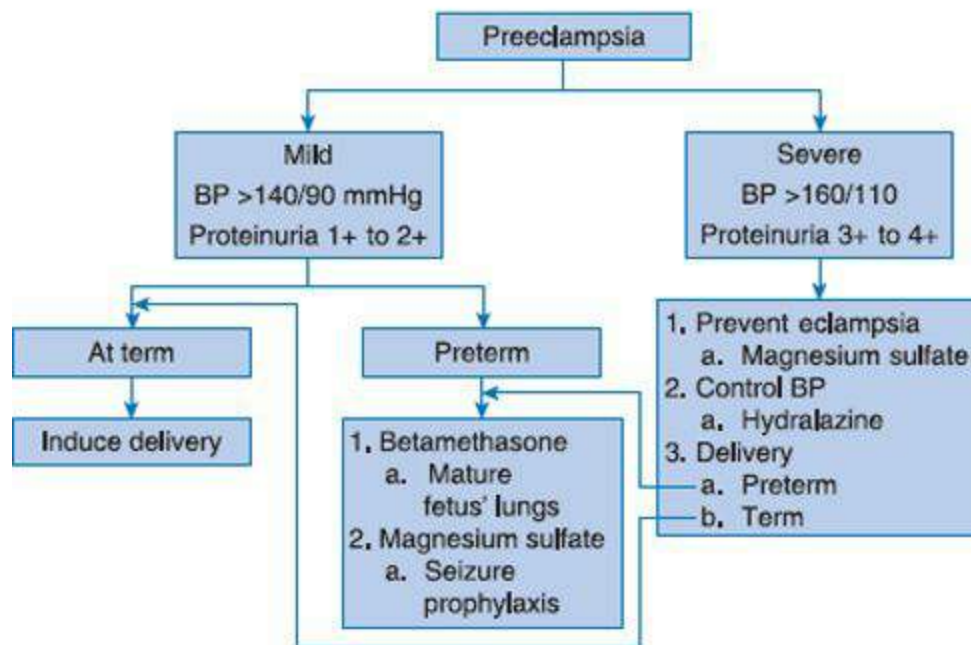 Preeclampsia
Mild
BP >140/90 mmHg
Proteinuria 1+ to 2+
Severe
BP >160/110
Proteinuria 3+ to 4+
At term
Induce delivery
Preterm
1. Betamethasone
a. Mature
fetus' lungs
2. Magnesium sulfate
a. Seizure
prophylaxis
1. Prevent eclampsia
a. Magnesium sulfate
2. Control BP
a. Hydralazine
3. Delivery
a. Preterm
b. Term